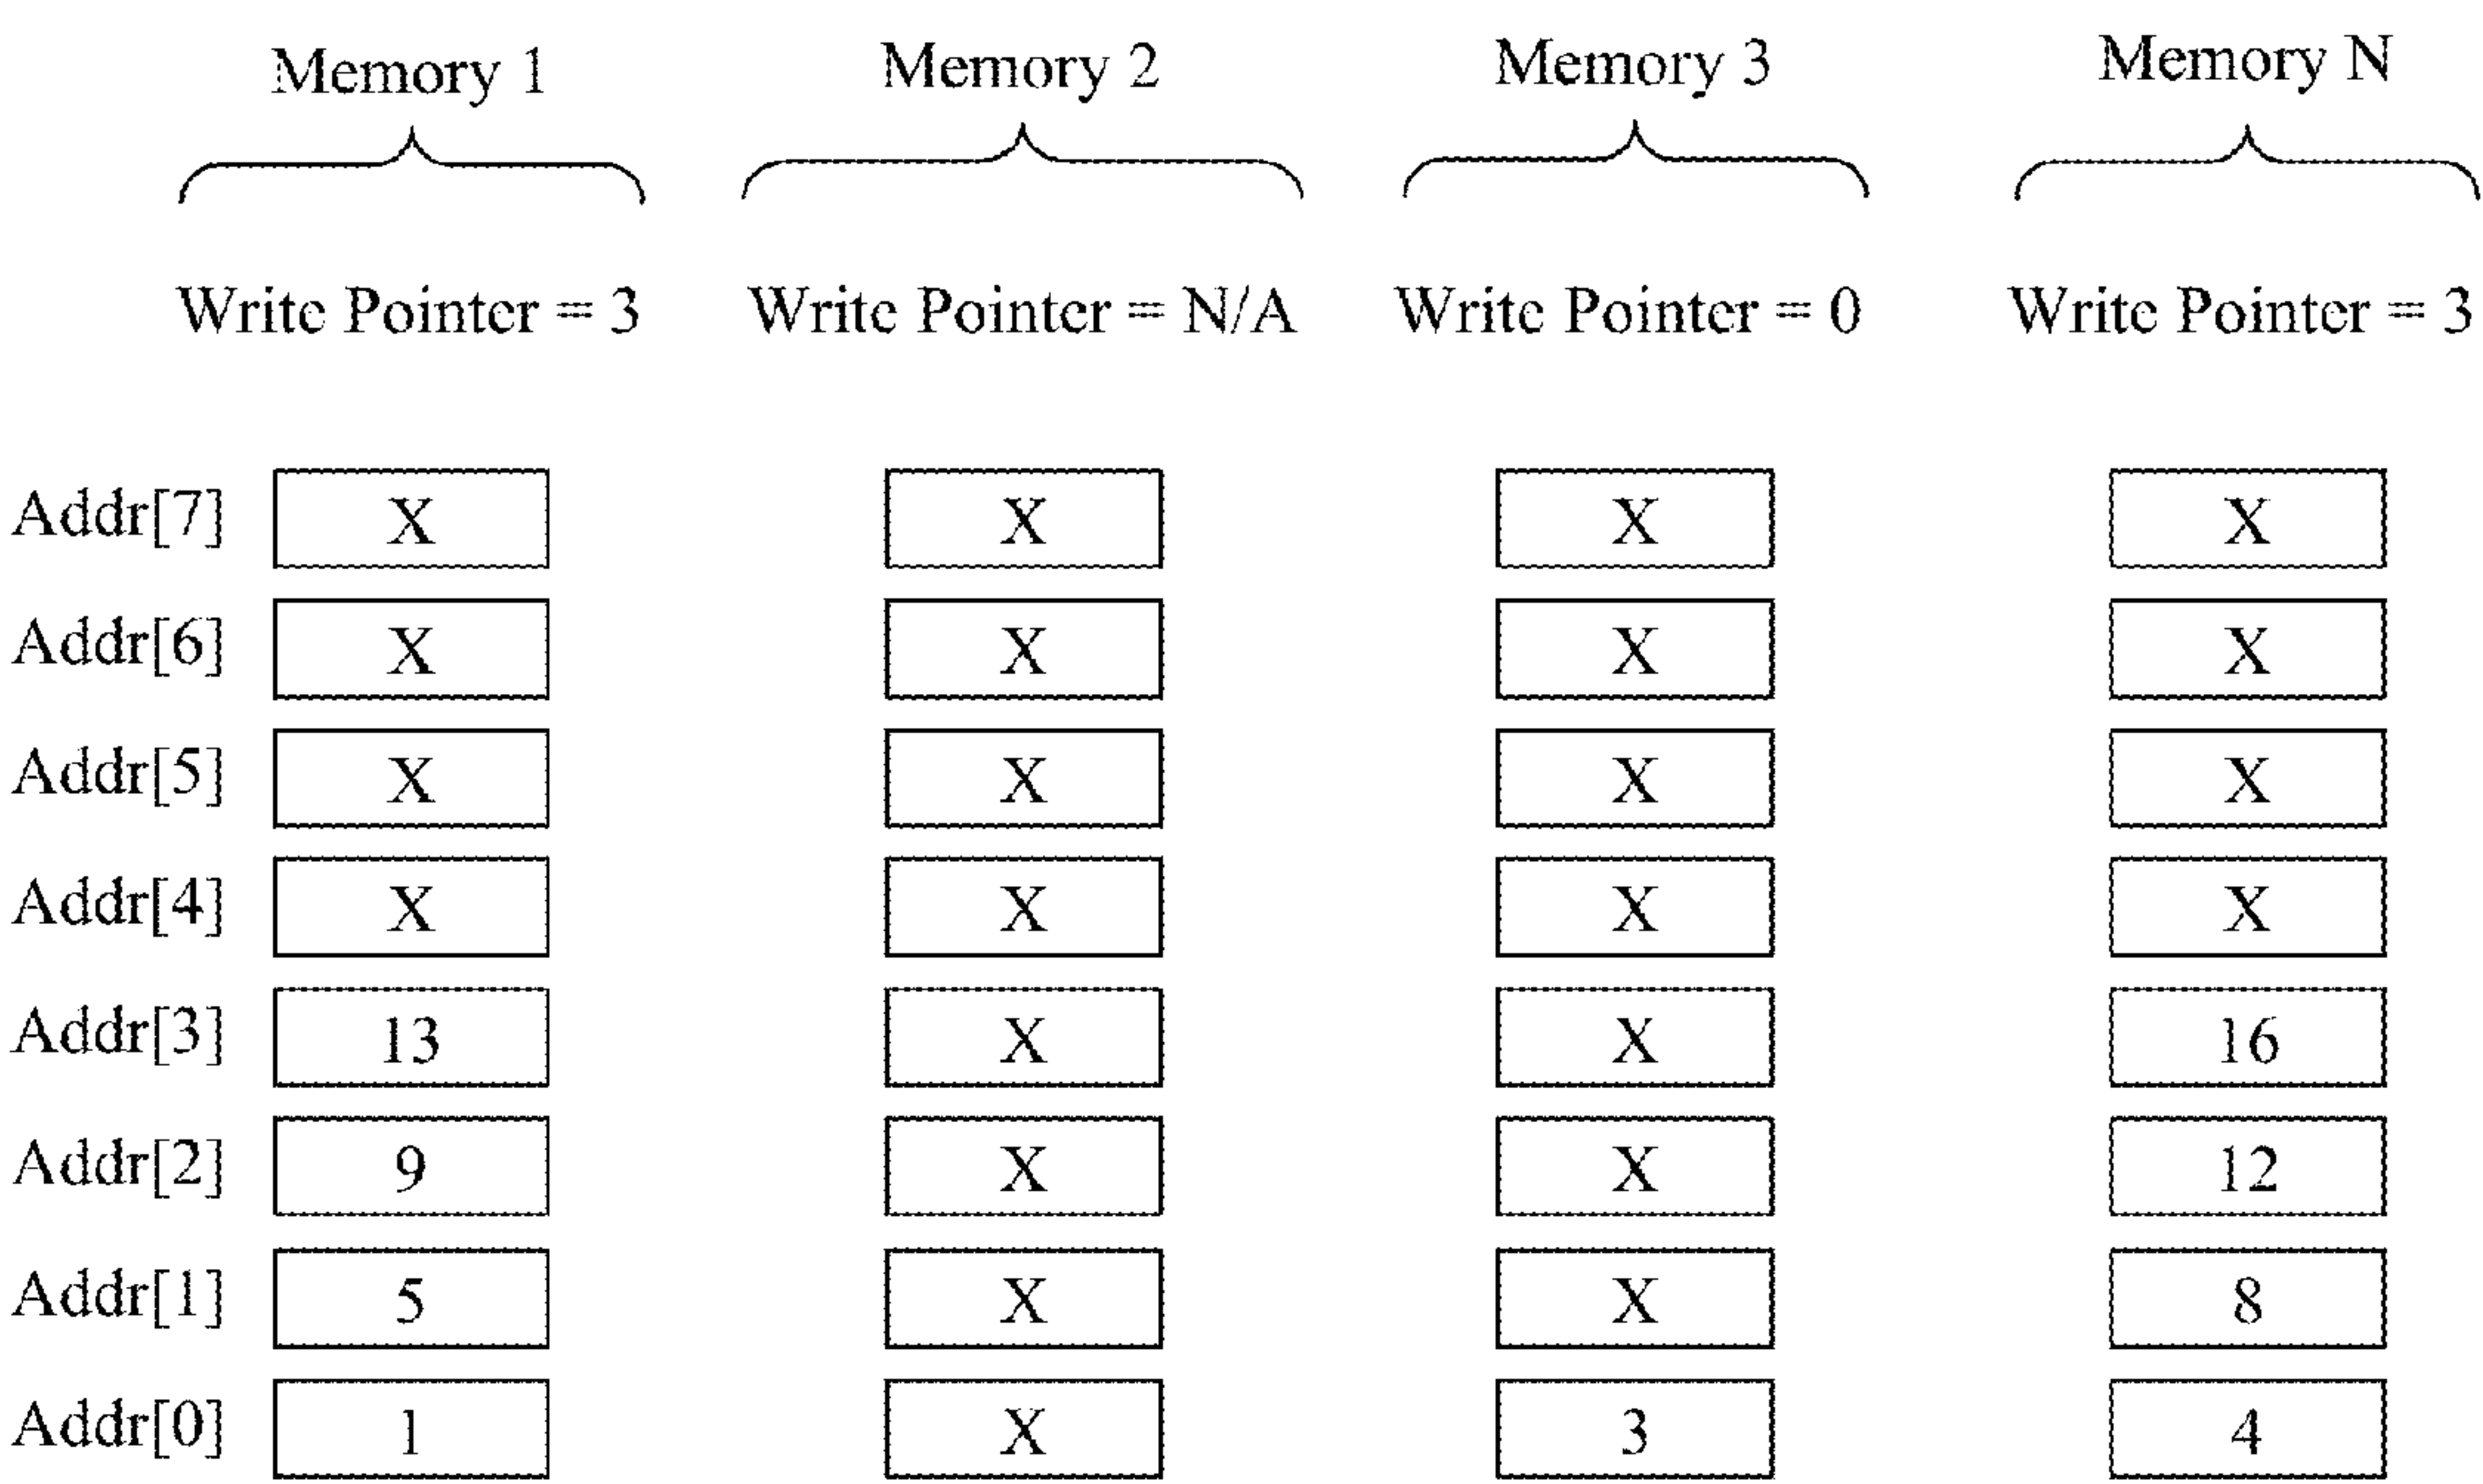 Memory 1 Memory 2 Memory 3 Memory N
Write Pointer = 3 Write Pointer = N/A Write Pointer = 0 Write Pointer = 3
Addr[7] X X X X
Addr[6] X X X X
Addr[5] X X X X
Addr[4] X X X X
Addr[3] 13 X X 16
Addr[2] 9 X X 12
Addr[1] 5 X X 8
Addr[0] 1 X 3 4